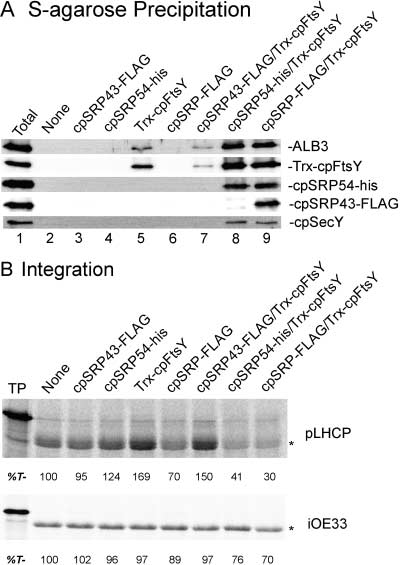 A S-agarose Precipitation
Total
None
cpSRP43-FLAG
cpSRP54-his
Trx-cpFtsY
cpSRP-FLAG
cpSRP43-FLAG/Trx-cpFtsY
cpSRP54-his/Trx-cpFtsY
cpSRP-FLAG/Trx-cpFtsY
-ALB3
-Trx-cpFtsY
-cpSRP54-his
-cpSRP43-FLAG
-cpSecY
1 2 3 4 5 6 7 8 9
B Integration
TP
None
cpSRP43-FLAG
cpSRP54-his
Trx-cpFtsY
cpSRP-FLAG
cpSRP43-FLAG/Trx-cpFtsY
cpSRP54-his/Trx-cpFtsY
cpSRP-FLAG/Trx-cpFtsY
pLHCP
*
%T- 100 95 124 169 70 150 41 30
* iOE33
%T- 100 102 96 97 89 97 76 70